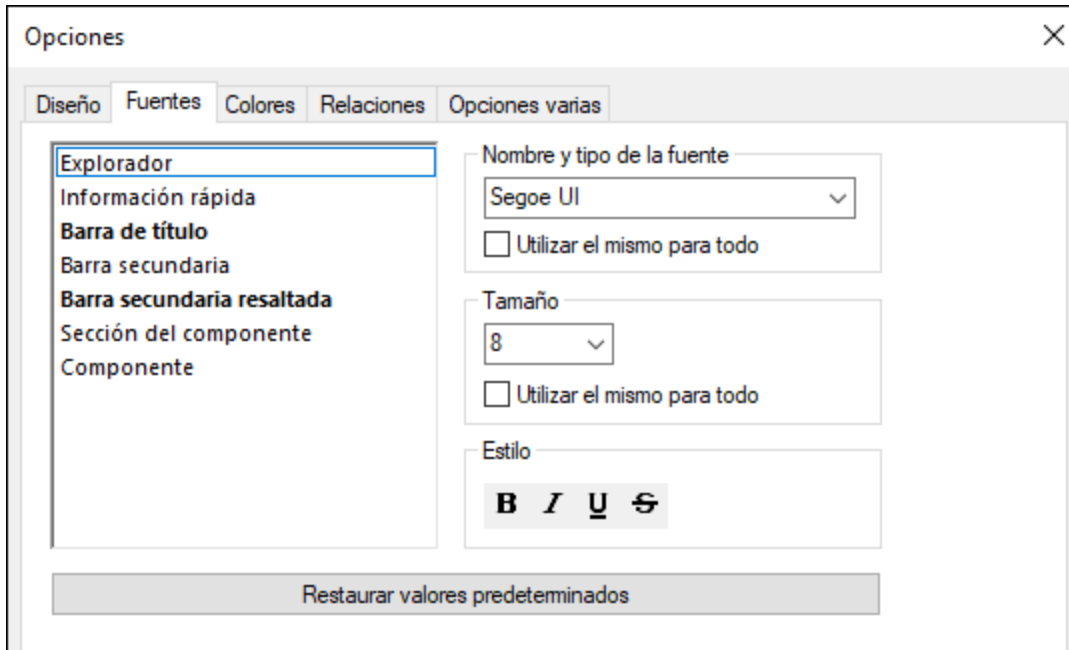 Opciones
Diseño Fuentes Colores Relaciones Opciones varias
Explorador
Información rápida
Barra de título
Barra secundaria
Barra secundaria resaltada
Sección del componente
Componente
Nombre y tipo de la fuente
Segoe UI
Utilizar el mismo para todo
Tamaño
8
Utilizar el mismo para todo
Estilo
B I U S
Restaurar valores predeterminados